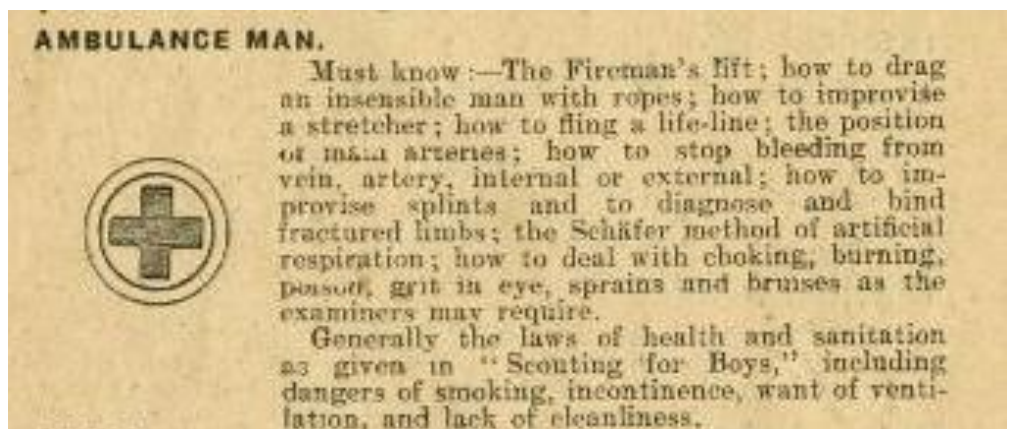 AMBULANCE MAN.
Must know :—The Fireman's lift; how to drag
an insensible man with ropes; how to improvise
a stretcher; how to fling a life-line; the position
of main arteries; how to stop bleeding from
vein, artery, internal or external; how to im-
provise splints and to diagnose and bind
fractured limbs; the Schäfer method of artificial
respiration; how to deal with choking, burning,
poison, grit in eye, sprains and bruises as the
examiners may require.
Generally the laws of health and sanitation
as given in "Scouting for Boys," including
dangers of smoking, incontinence, want of venti-
lation, and lack of cleanliness.